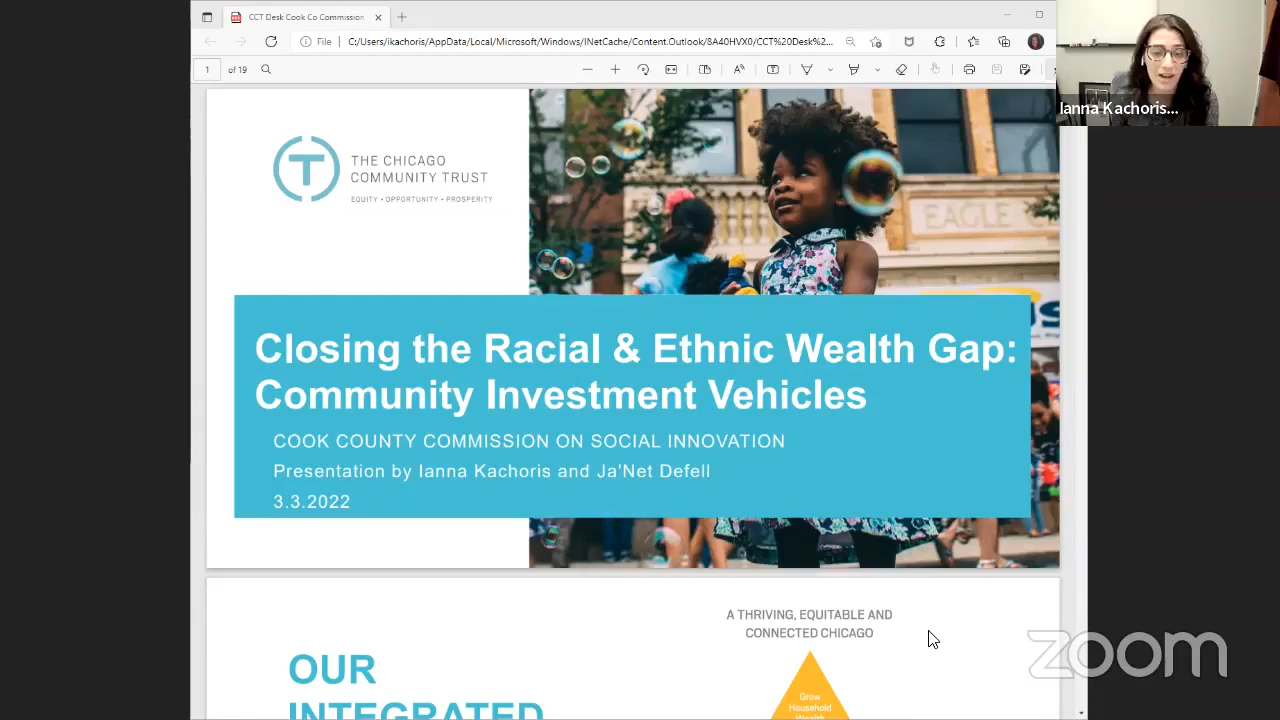 CCT Desk Cook Co Commission
File
C:/Users/ikachoris/AppData/Local/Microsoft/Windows/INetCache/Content.Outlook/8A40HVX0/CCT%20Desk%2...
1 of 19
Ianna Kachoris...
THE CHICAGO
COMMUNITY TRUST
EQUITY • OPPORTUNITY • PROSPERITY
EAGLE
Closing the Racial & Ethnic Wealth Gap:
Community Investment Vehicles
COOK COUNTY COMMISSION ON SOCIAL INNOVATION
Presentation by Ianna Kachoris and Ja'Net Defell
3.3.2022
A THRIVING, EQUITABLE AND
CONNECTED CHICAGO
OUR
INTEGRATED
Grow
Household
Wealth
zoom